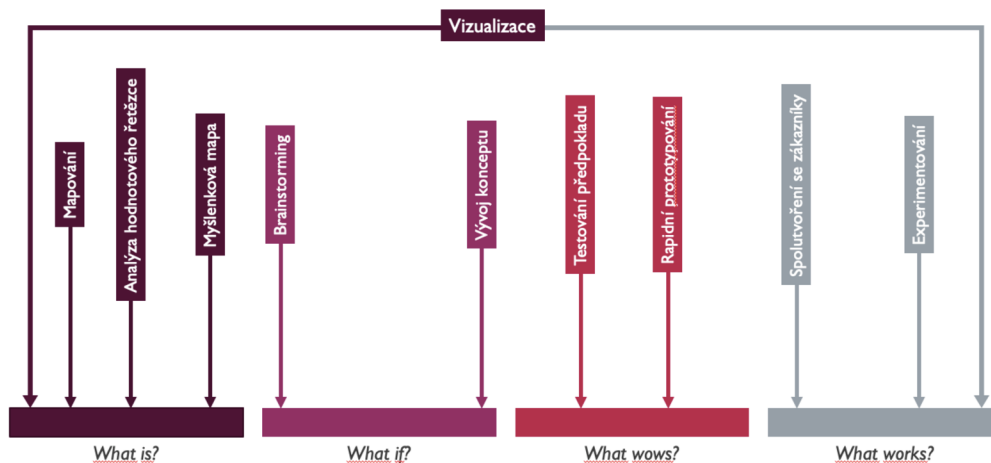 Vizualizace
Mapování
Analýza hodnotového řetězce
Myšlenková mapa
Brainstorming
Vývoj konceptu
Testování předpokladu
Rapidní prototypování
Spolutvoření se zákazníky
Experimentování
What is?
What if?
What wows?
What works?